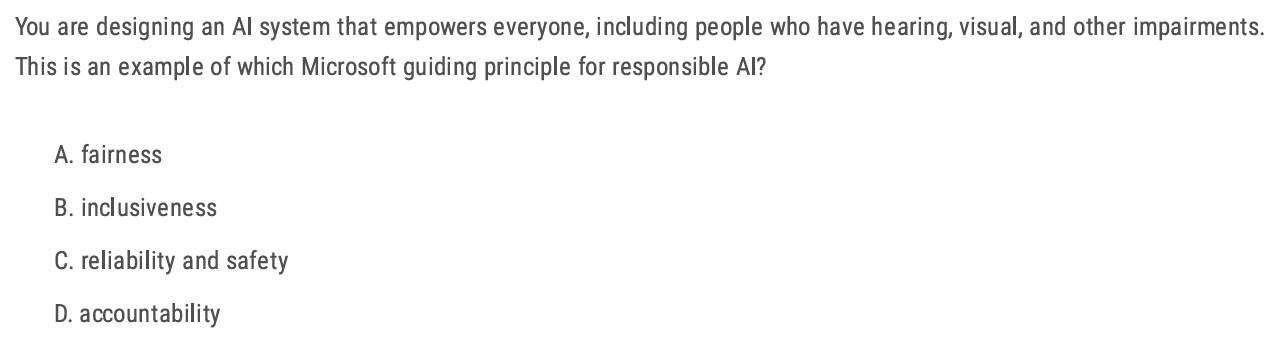 You are designing an AI system that empowers everyone, including people who have hearing, visual, and other impairments.
This is an example of which Microsoft guiding principle for responsible AI?
A. fairness
B. inclusiveness
C. reliability and safety
D. accountability